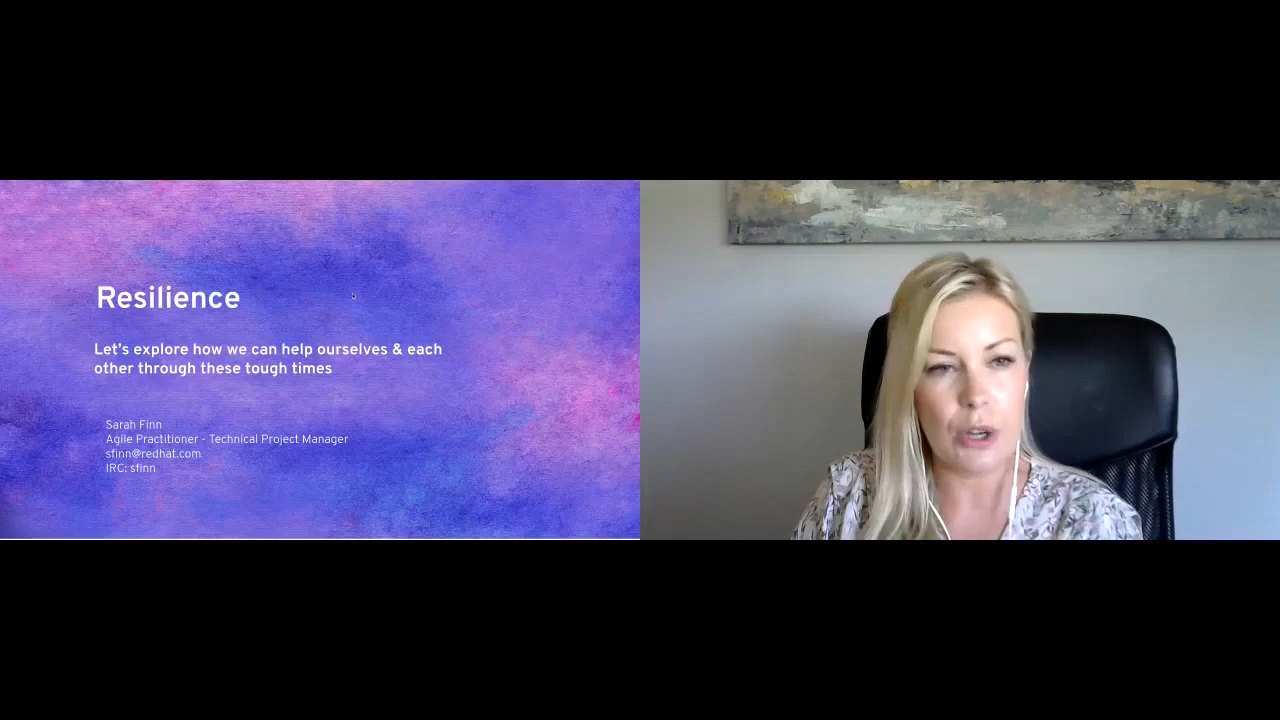 Resilience
Let's explore how we can help ourselves & each
other through these tough times
Sarah Finn
Agile Practitioner - Technical Project Manager
sfinn@redhat.com
IRC: sfinn